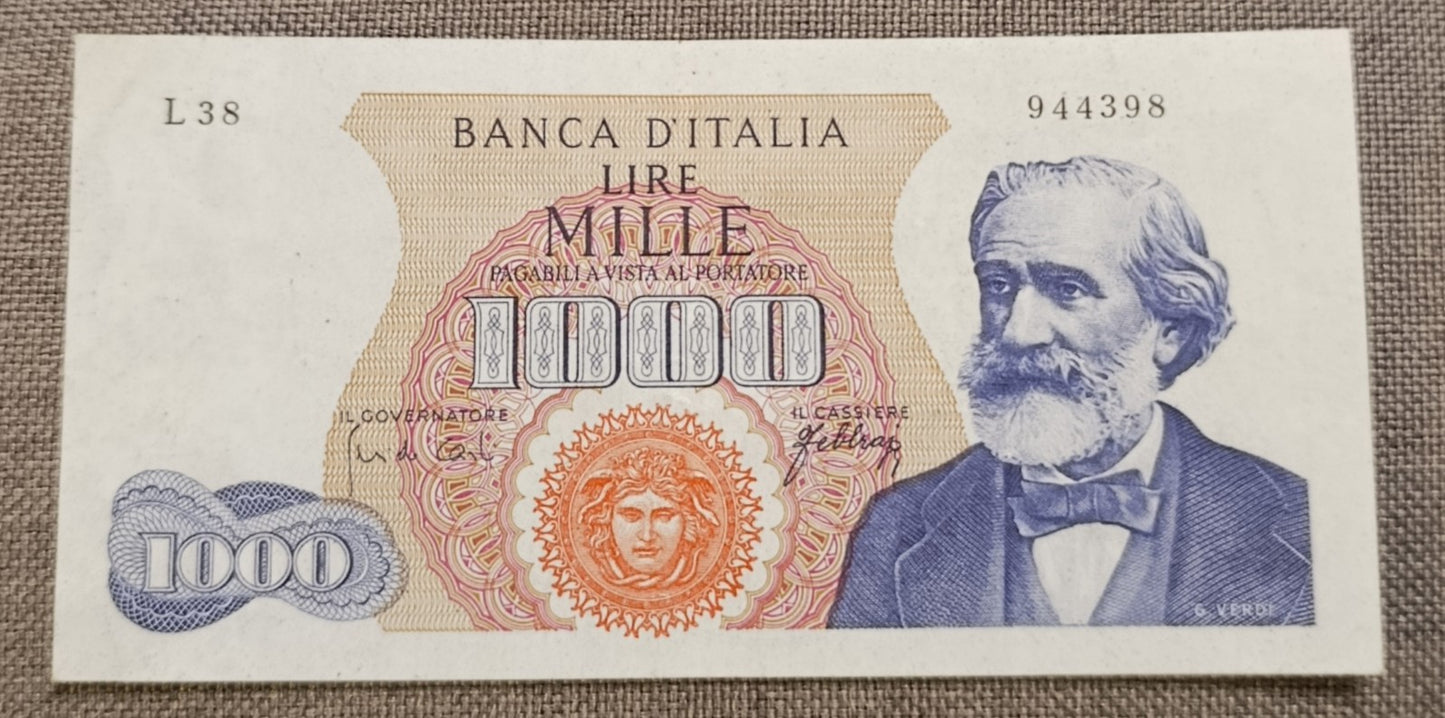 L 38
944398
BANCA D'ITALIA
LIRE
MILLE
PAGABILI A VISTA AL PORTATORE
1000
IL GOVERNATORE
IL CASSIERE
1000
G. VERDI